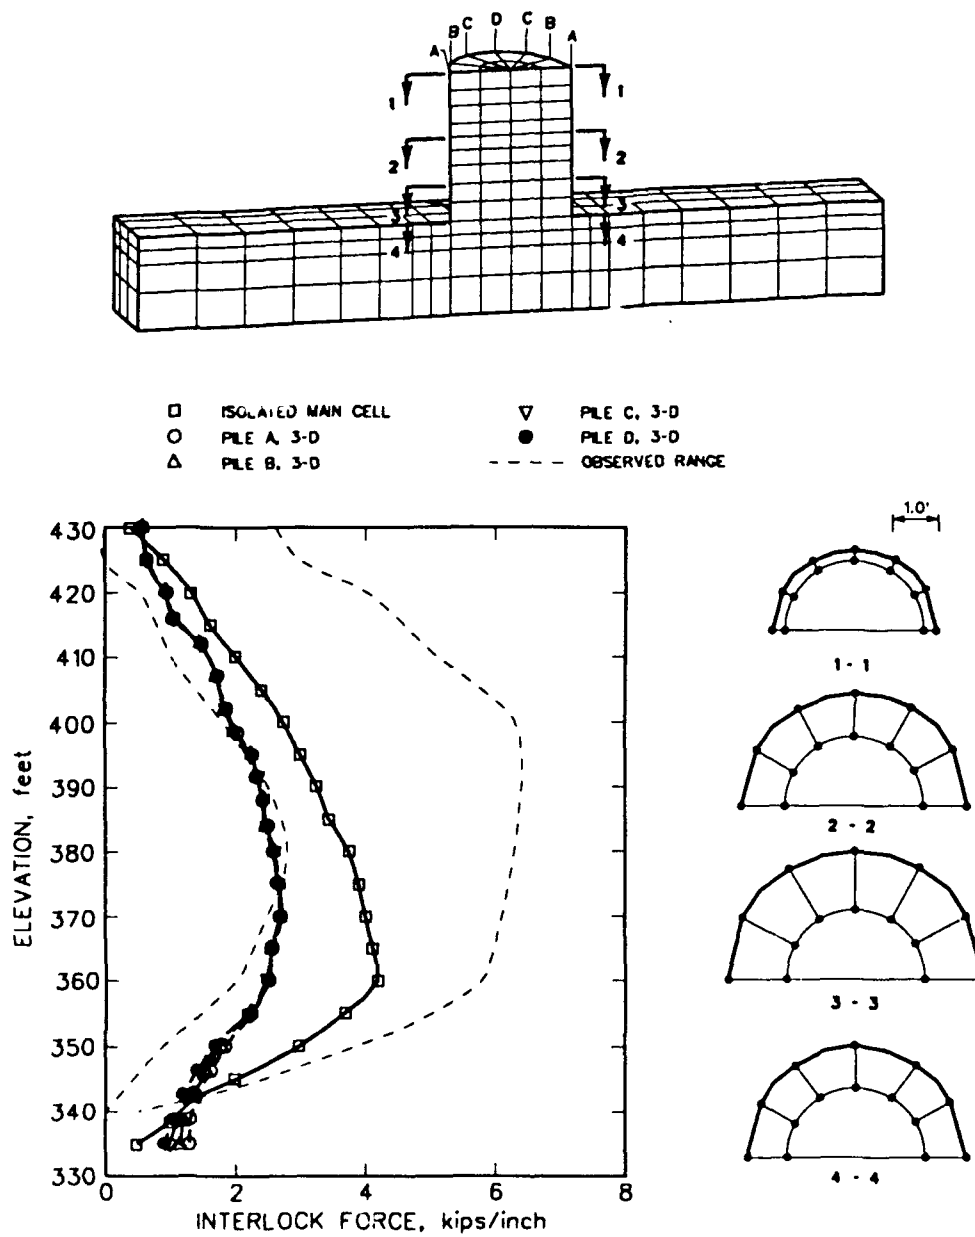 B C D C B A
A
1 1
2 2
3 3
4 4
ISOLATED MAIN CELL
PILE A, 3-D
PILE B, 3-D
PILE C, 3-D
PILE D, 3-D
OBSERVED RANGE
430
420
410
400
390
380
370
360
350
340
330
ELEVATION, feet
0 2 4 6 8
INTERLOCK FORCE, kips/inch
1.0'
1 - 1
2 - 2
3 - 3
4 - 4